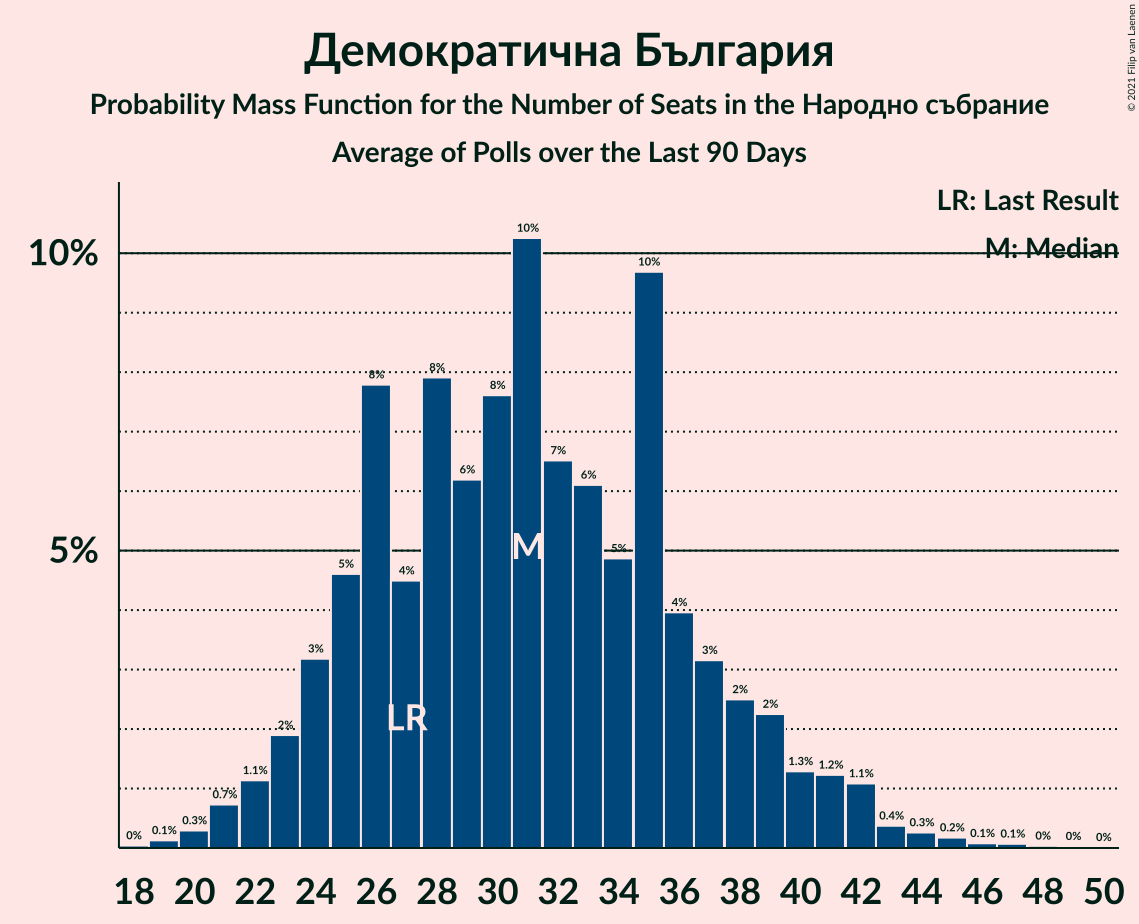 Демократична България
Probability Mass Function for the Number of Seats in the Народно събрание
Average of Polls over the Last 90 Days
© 2021 Filip van Laenen
LR: Last Result
M: Median
10%
5%
0% 0.1% 0.3% 0.7% 1.1% 2% 3% 5% 8% 4% 8% 6% 8% 10% 7% 6% 5% 10% 4% 3% 2% 2% 1.3% 1.2% 1.1% 0.4% 0.3% 0.2% 0.1% 0.1% 0% 0% 0%
M
LR
18 20 22 24 26 28 30 32 34 36 38 40 42 44 46 48 50